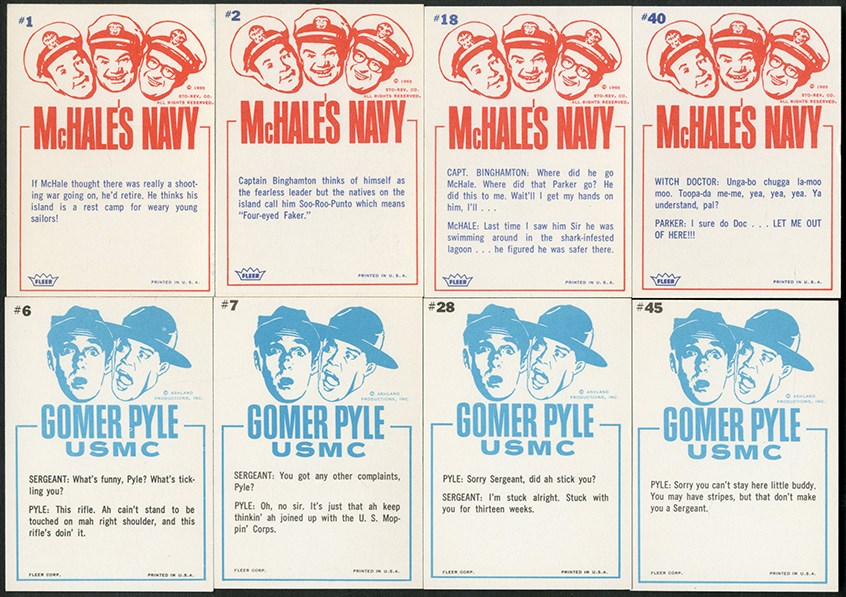 #1
© 1965
STO-REV. CO.
ALL RIGHTS RESERVED.
McHALE'S NAVY
If McHale thought there was really a shoot-
ing war going on, he'd retire. He thinks his
island is a rest camp for weary young
sailors!
FLEER
PRINTED IN U.S.A.
#2
© 1965
STO-REV. CO.
ALL RIGHTS RESERVED.
McHALE'S NAVY
Captain Binghamton thinks of himself as
the fearless leader but the natives on the
island call him Soo-Roo-Punto which means
"Four-eyed Faker."
FLEER
PRINTED IN U.S.A.
#18
© 1965
STO-REV. CO.
ALL RIGHTS RESERVED.
McHALE'S NAVY
CAPT. BINGHAMTON: Where did he go
McHale. Where did that Parker go? He
did this to me. Wait'll I get my hands on
him, I'll . . .
McHALE: Last time I saw him Sir he was
swimming around in the shark-infested
lagoon . . . he figured he was safer there.
FLEER
PRINTED IN U.S.A.
#40
© 1965
STO-REV. CO.
ALL RIGHTS RESERVED.
McHALE'S NAVY
WITCH DOCTOR: Unga-bo chugga la-moo
moo. Toopa-da me-me, yea, yea, yea. Ya
understand, pal?
PARKER: I sure do Doc . . . LET ME OUT
OF HERE!!!
FLEER
PRINTED IN U.S.A.
#6
© ASHLAND
PRODUCTIONS, INC.
GOMER PYLE
USMC
SERGEANT: What's funny, Pyle? What's tick-
ling you?
PYLE: This rifle. Ah cain't stand to be
touched on mah right shoulder, and this
rifle's doin' it.
FLEER CORP.
PRINTED IN U.S.A.
#7
© ASHLAND
PRODUCTIONS, INC.
GOMER PYLE
USMC
SERGEANT: You got any other complaints,
Pyle?
PYLE: Oh, no sir. It's just that ah keep
thinkin' ah joined up with the U. S. Mop-
pin' Corps.
FLEER CORP.
PRINTED IN U.S.A.
#28
© ASHLAND
PRODUCTIONS, INC.
GOMER PYLE
USMC
PYLE: Sorry Sergeant, did ah stick you?
SERGEANT: I'm stuck alright. Stuck with
you for thirteen weeks.
FLEER CORP.
PRINTED IN U.S.A.
#45
© ASHLAND
PRODUCTIONS, INC.
GOMER PYLE
USMC
PYLE: Sorry you can't stay here little buddy.
You may have stripes, but that don't make
you a Sergeant.
FLEER CORP.
PRINTED IN U.S.A.